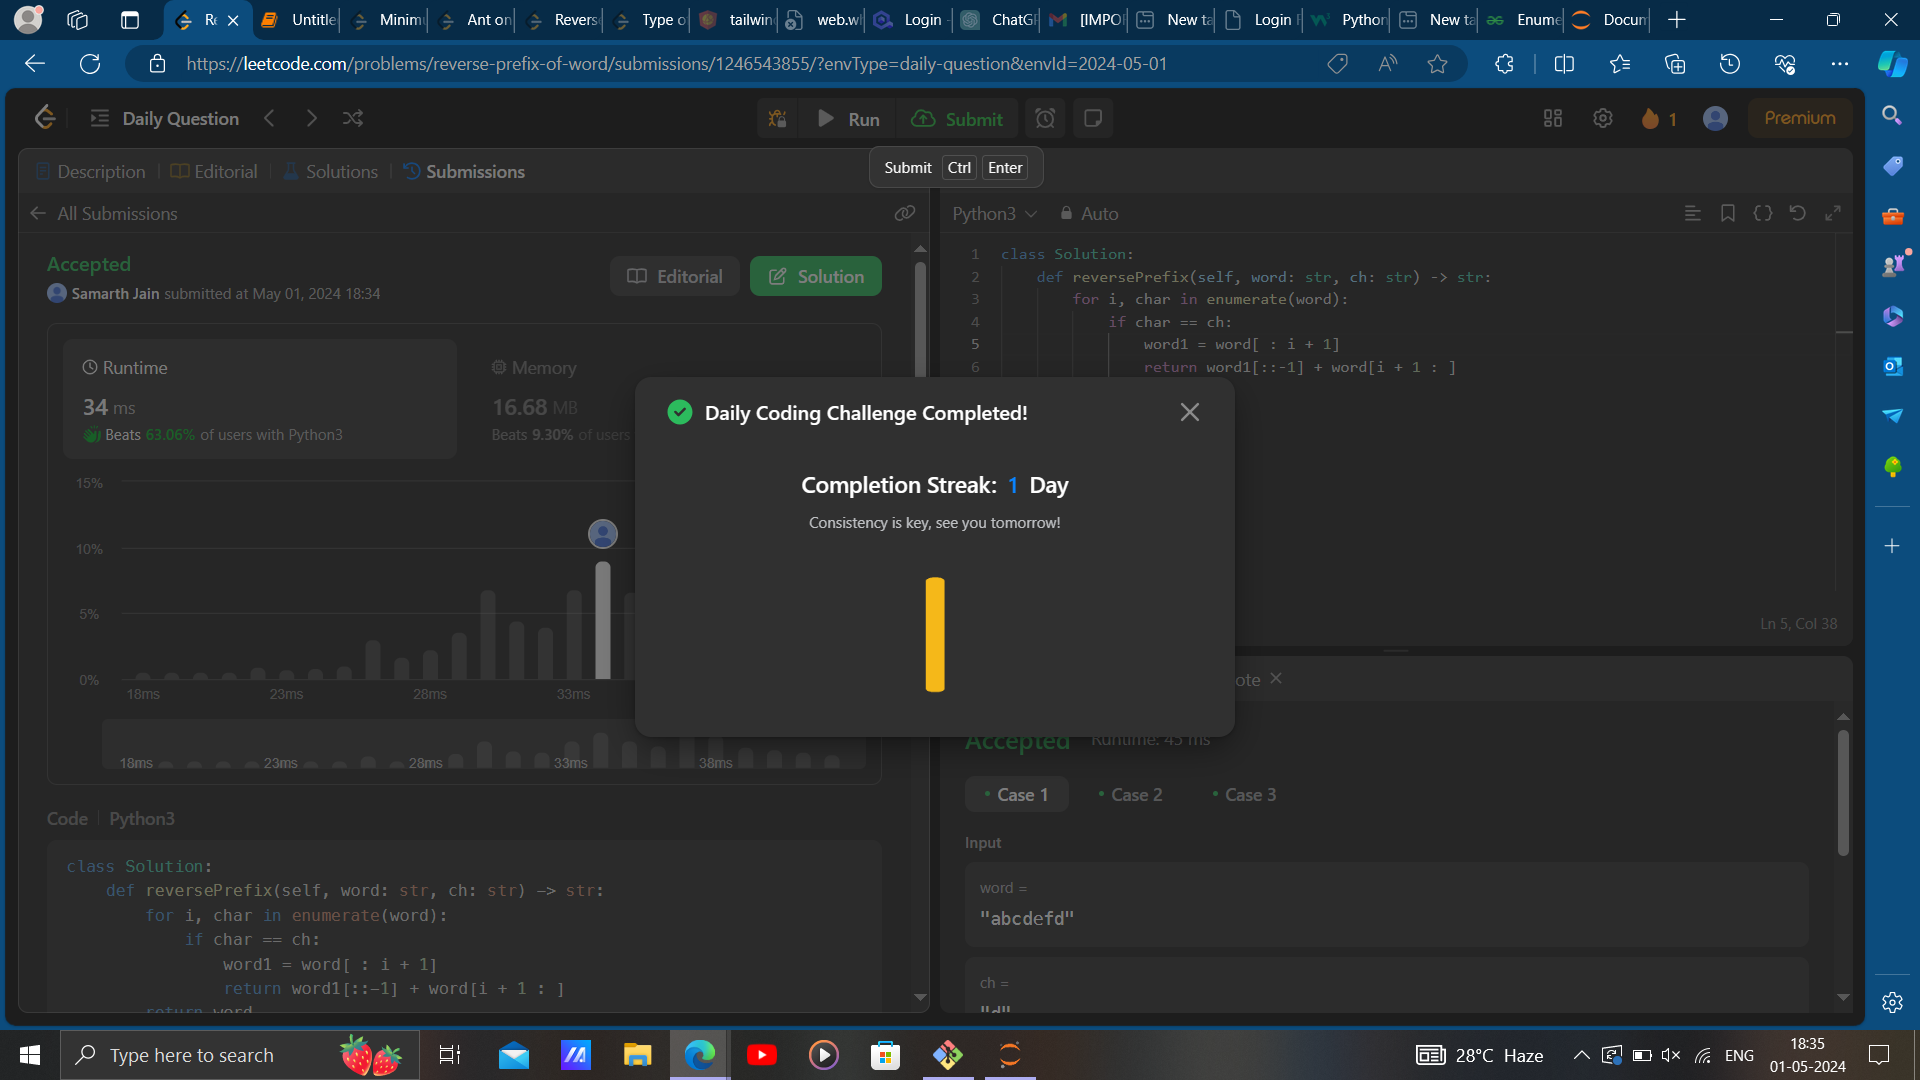 Re
Untitle
Minimu
Ant on
Revers
Type o
tailwin
web.wh
Login -
ChatGP
[IMPO
New ta
Login P
Python
New ta
Enume
Docum
https://leetcode.com/problems/reverse-prefix-of-word/submissions/1246543855/?envType=daily-question&envId=2024-05-01
Daily Question
Run
Submit
1
Premium
Submit Ctrl Enter
Description
Editorial
Solutions
Submissions
All Submissions
Accepted
Samarth Jain submitted at May 01, 2024 18:34
Editorial
Solution
Runtime
34 ms
Beats 63.06% of users with Python3
Memory
16.68 MB
Beats 9.30% of users
15%
10%
5%
0%
18ms 23ms 28ms 33ms
18ms 23ms 28ms 33ms 38ms
Code Python3
class Solution:
def reversePrefix(self, word: str, ch: str) -> str:
for i, char in enumerate(word):
if char == ch:
word1 = word[ : i + 1]
return word1[::-1] + word[i + 1 : ]
return word
Python3
Auto
1 class Solution:
2 def reversePrefix(self, word: str, ch: str) -> str:
3 for i, char in enumerate(word):
4 if char == ch:
5 word1 = word[ : i + 1]
6 return word1[::-1] + word[i + 1 : ]
Ln 5, Col 38
Daily Coding Challenge Completed!
Completion Streak: 1 Day
Consistency is key, see you tomorrow!
ote
Accepted Runtime: 45 ms
Case 1
Case 2
Case 3
Input
word =
"abcdefd"
ch =
"d"
Type here to search
28°C Haze
ENG
18:35
01-05-2024